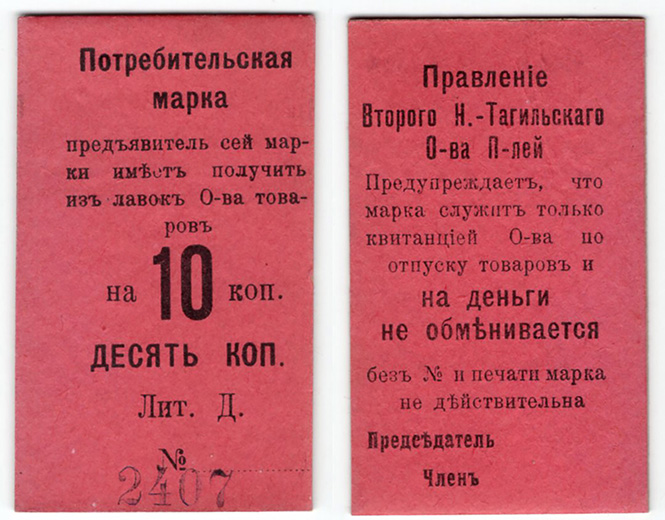 Потребительская
марка
предъявитель сей мар-
ки имѣетъ получить
изъ лавокъ О-ва това-
ровъ
на 10 коп.
ДЕСЯТЬ КОП.
Лит. Д.
№
2407
Правленіе
Второго Н.-Тагильскаго
О-ва П-лей
Предупреждаетъ, что
марка служитъ только
квитанціей О-ва по
отпуску товаровъ и
на деньги
не обмѣнивается
безъ № и печати марка
не дѣйствительна
Предсѣдатель
Членъ